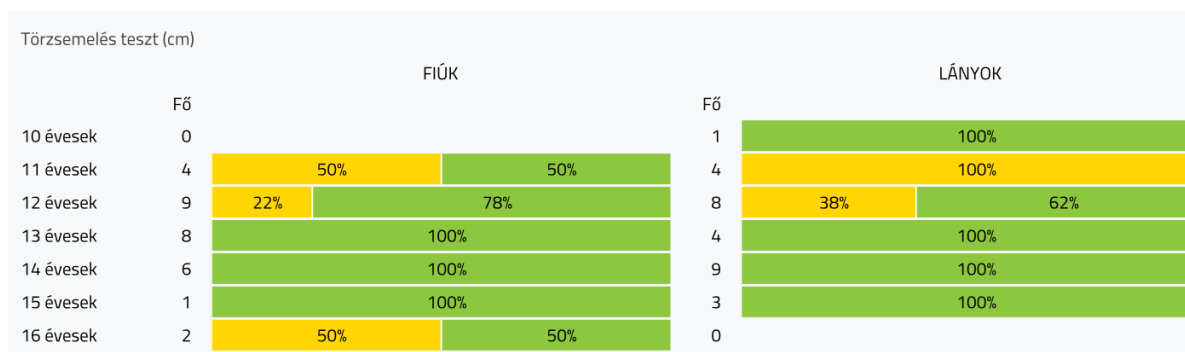 Törzsemelés teszt (cm)
FIÚK LÁNYOK
Fő Fő
10 évesek 0 1 100%
11 évesek 4 50% 50% 4 100%
12 évesek 9 22% 78% 8 38% 62%
13 évesek 8 100% 4 100%
14 évesek 6 100% 9 100%
15 évesek 1 100% 3 100%
16 évesek 2 50% 50% 0